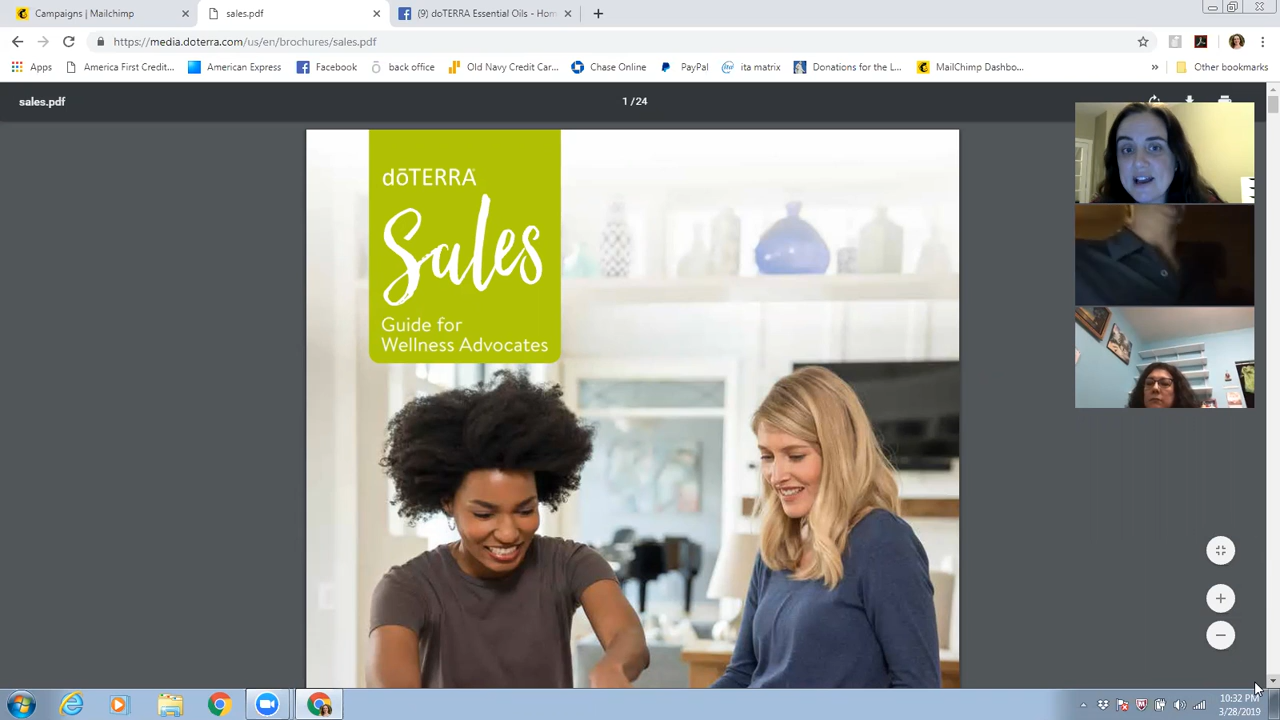 Campaigns | Mailchimp
sales.pdf
(9) doTERRA Essential Oils - Hom
https://media.doterra.com/us/en/brochures/sales.pdf
Apps
America First Credit...
American Express
Facebook
back office
Old Navy Credit Car...
Chase Online
PayPal
ita matrix
Donations for the L...
MailChimp Dashbo...
»
Other bookmarks
sales.pdf
1 / 24
dōTERRA
Sales
Guide for
Wellness Advocates
10:32 PM
3/28/2019